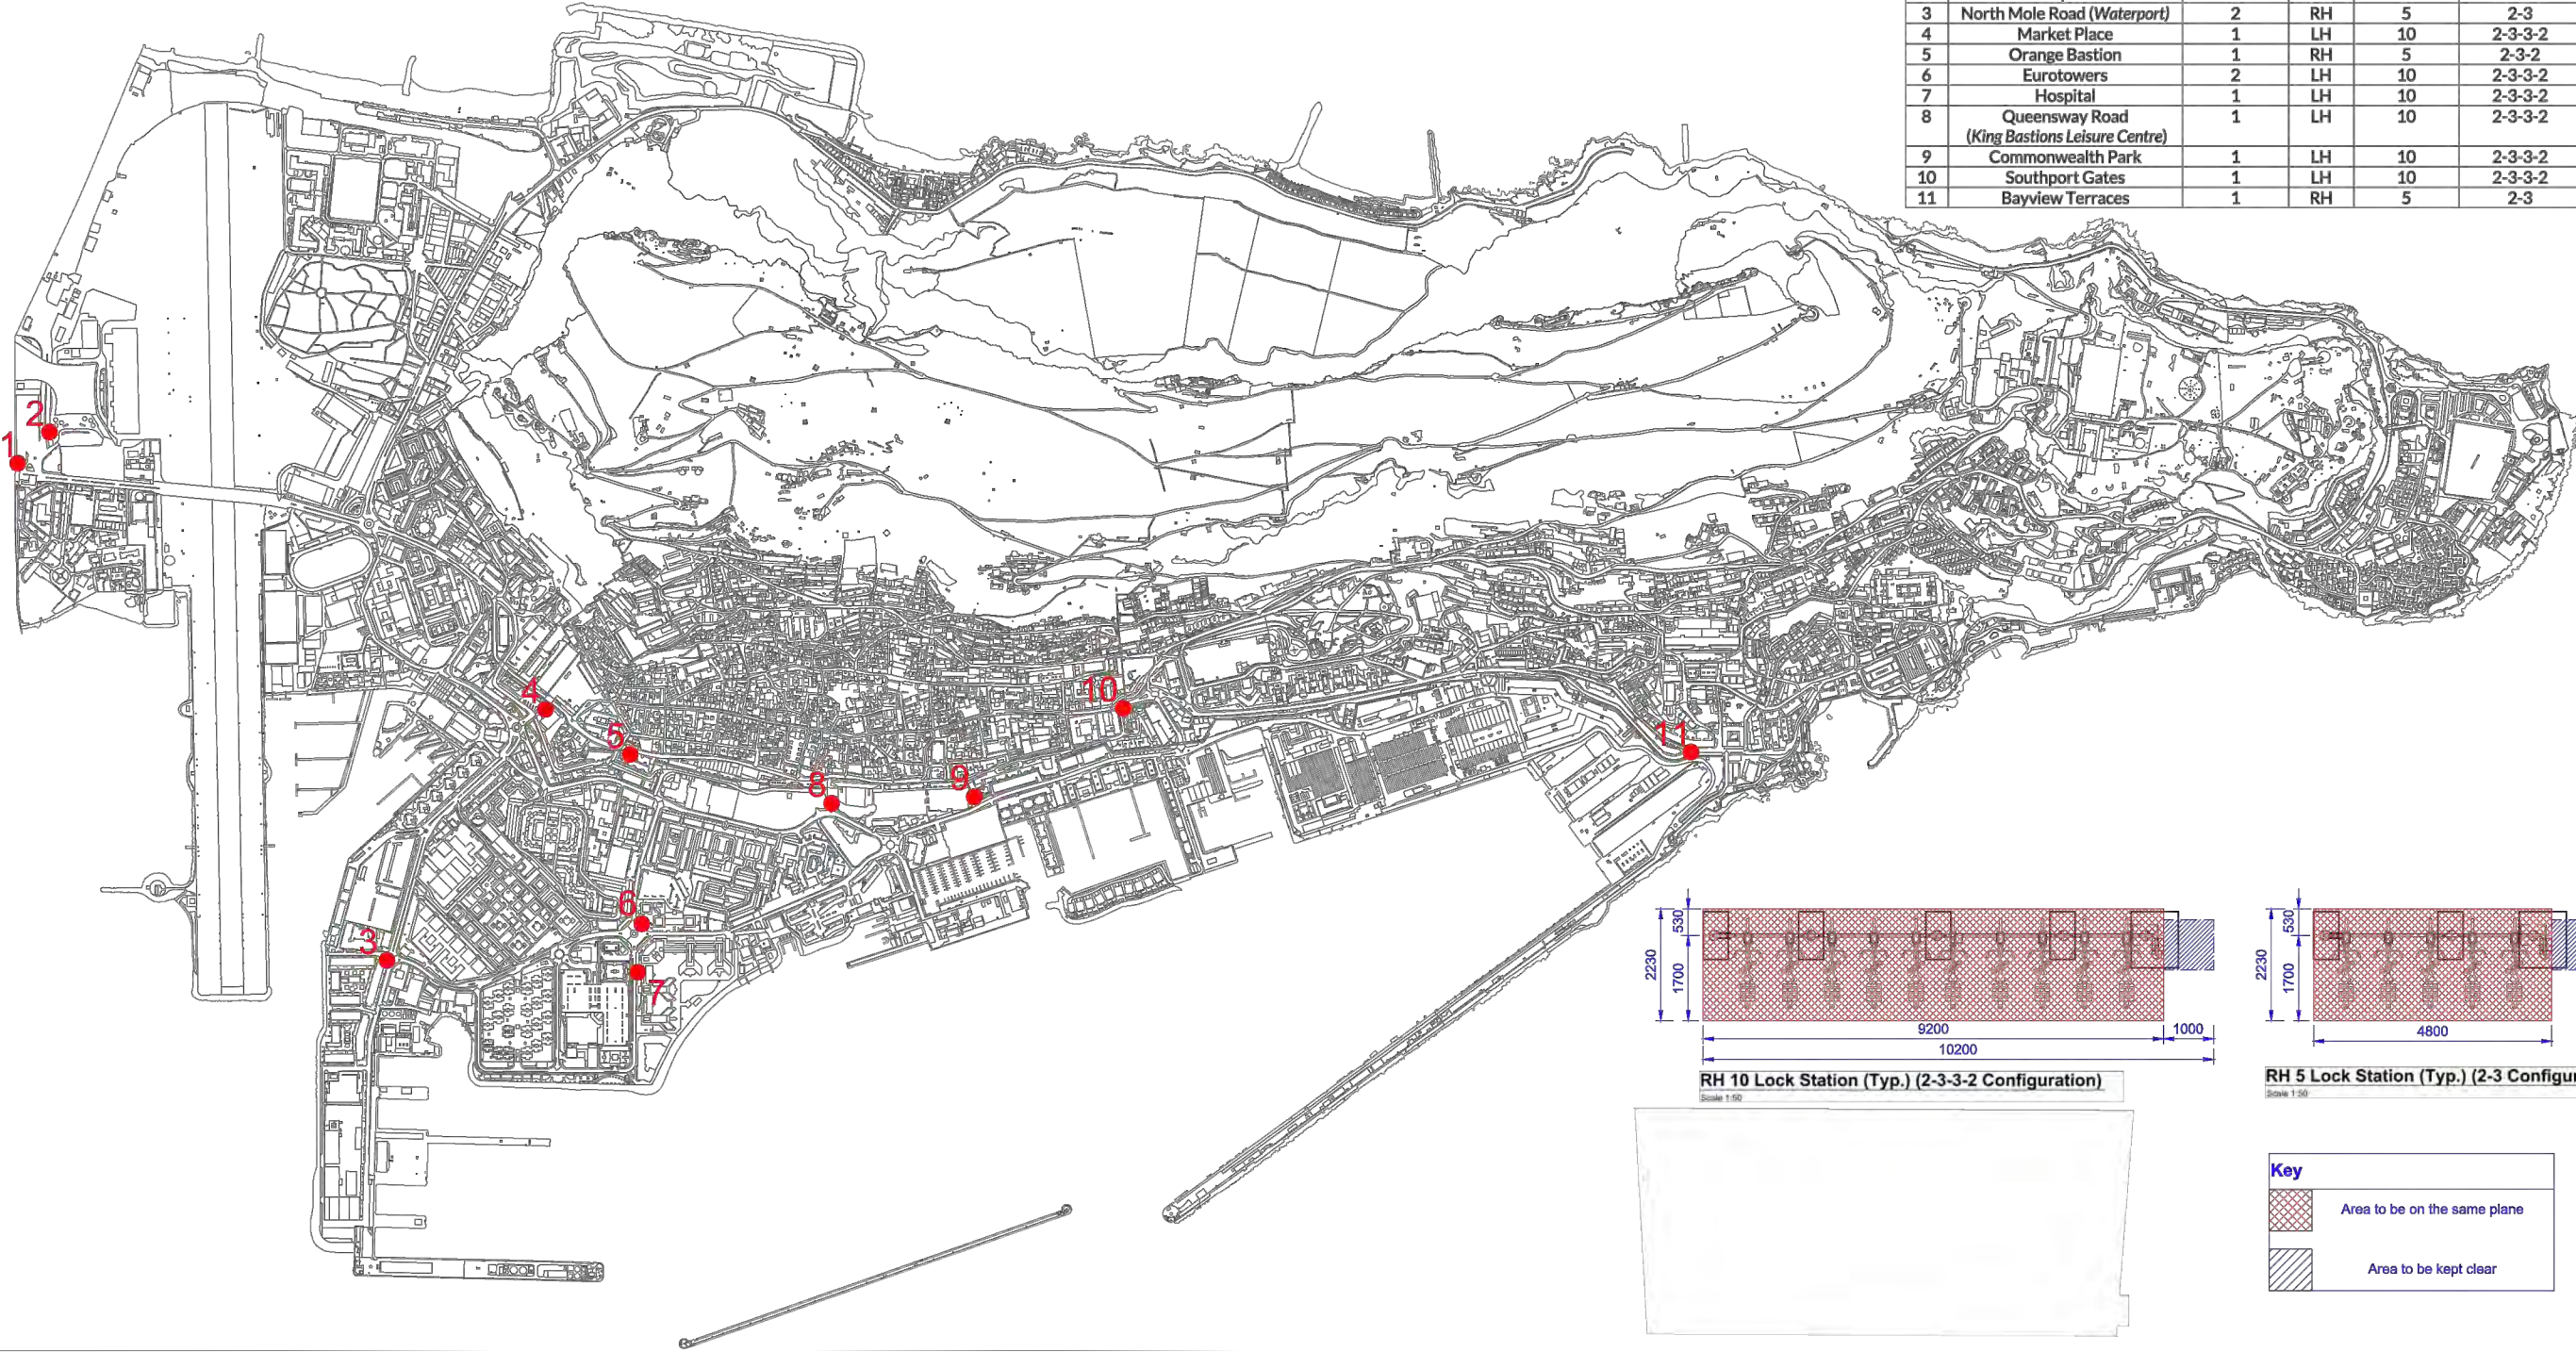 3 North Mole Road (Waterport) 2 RH 5 2-3
4 Market Place 1 LH 10 2-3-3-2
5 Orange Bastion 1 RH 5 2-3-2
6 Eurotowers 2 LH 10 2-3-3-2
7 Hospital 1 LH 10 2-3-3-2
8 Queensway Road 1 LH 10 2-3-3-2
(King Bastions Leisure Centre)
9 Commonwealth Park 1 LH 10 2-3-3-2
10 Southport Gates 1 LH 10 2-3-3-2
11 Bayview Terraces 1 RH 5 2-3
2
1
4
10
5
11
8
9
6
3
7
530
2230
1700
9200
1000
10200
RH 10 Lock Station (Typ.) (2-3-3-2 Configuration)
Scale 1:50
530
2230
1700
4800
RH 5 Lock Station (Typ.) (2-3 Configur
Scale 1:50
Key
Area to be on the same plane
Area to be kept clear